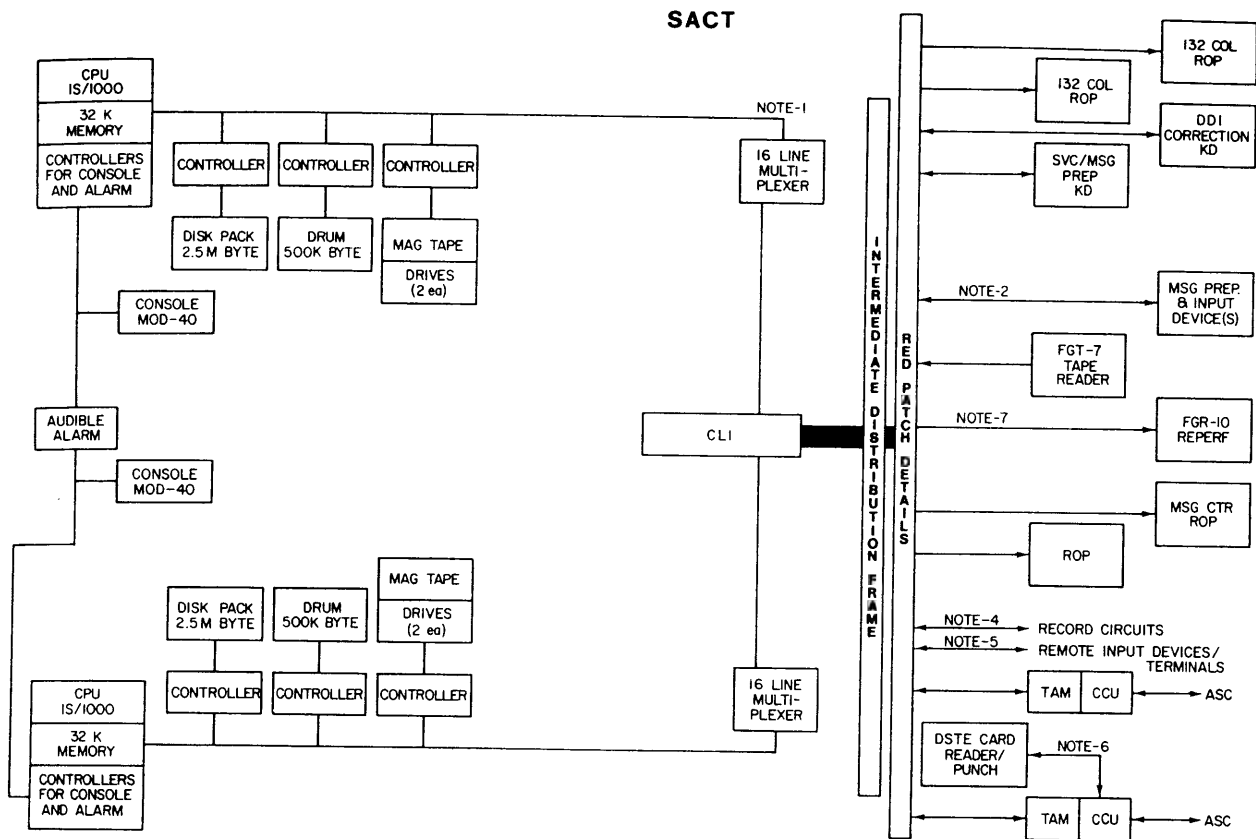 SACT
CPU
IS/1000
32 K
MEMORY
CONTROLLERS
FOR CONSOLE
AND ALARM
CONTROLLER
CONTROLLER
CONTROLLER
DISK PACK
2.5 M BYTE
DRUM
500K BYTE
MAG TAPE
DRIVES
(2 ea)
CONSOLE
MOD-40
AUDIBLE
ALARM
CONSOLE
MOD-40
MAG TAPE
DRIVES
(2 ea)
DISK PACK
2.5 M BYTE
DRUM
500K BYTE
CONTROLLER
CONTROLLER
CONTROLLER
CPU
IS/1000
32 K
MEMORY
CONTROLLERS
FOR CONSOLE
AND ALARM
NOTE-1
16 LINE
MULTI-
PLEXER
CLI
16 LINE
MULTI-
PLEXER
INTERMEDIATE DISTRIBUTION FRAME
RED PATCH DETAILS
132 COL
ROP
132 COL
ROP
DDI
CORRECTION
KD
SVC/MSG
PREP
KD
NOTE-2
MSG PREP.
& INPUT
DEVICE(S)
FGT-7
TAPE
READER
NOTE-7
FGR-10
REPERF
MSG CTR
ROP
ROP
NOTE-4
RECORD CIRCUITS
NOTE-5
REMOTE INPUT DEVICES/
TERMINALS
TAM CCU ASC
DSTE CARD
READER/
PUNCH
NOTE-6
TAM CCU ASC